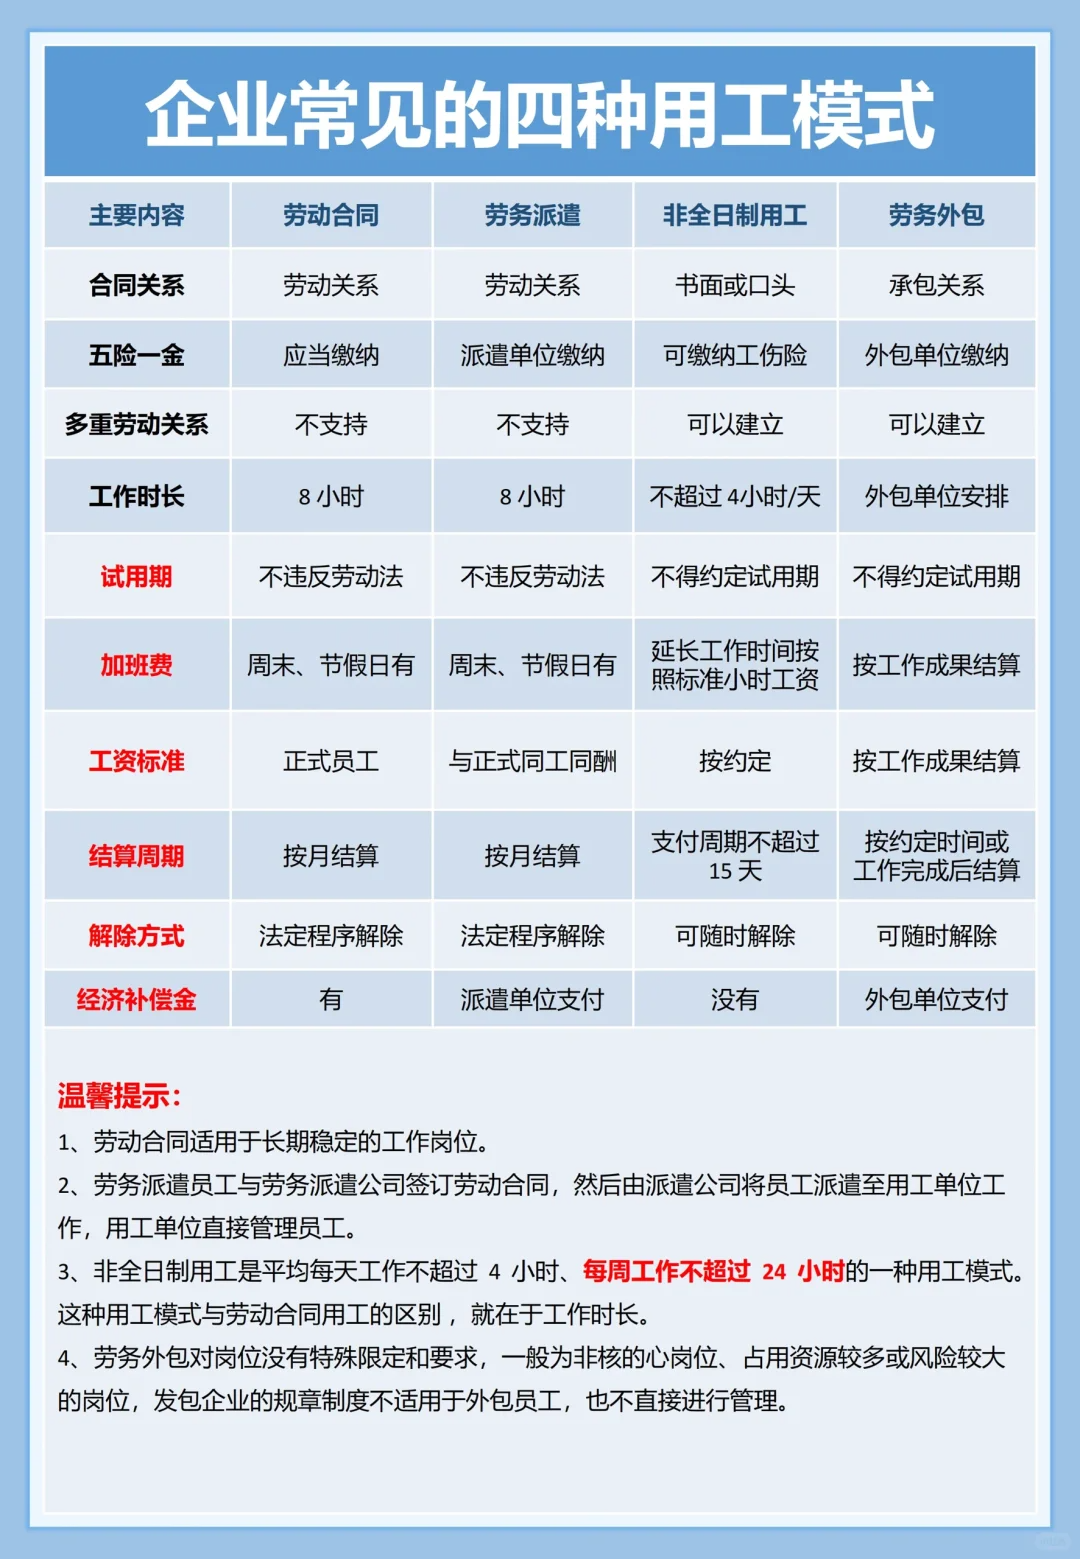 企业常见的四种用工模式
主要内容 劳动合同 劳务派遣 非全日制用工 劳务外包
合同关系 劳动关系 劳动关系 书面或口头 承包关系
五险一金 应当缴纳 派遣单位缴纳 可缴纳工伤险 外包单位缴纳
多重劳动关系 不支持 不支持 可以建立 可以建立
工作时长 8 小时 8 小时 不超过 4小时/天 外包单位安排
试用期 不违反劳动法 不违反劳动法 不得约定试用期 不得约定试用期
加班费 周末、节假日有 周末、节假日有 延长工作时间按
照标准小时工资 按工作成果结算
工资标准 正式员工 与正式同工同酬 按约定 按工作成果结算
结算周期 按月结算 按月结算 支付周期不超过
15 天 按约定时间或
工作完成后结算
解除方式 法定程序解除 法定程序解除 可随时解除 可随时解除
经济补偿金 有 派遣单位支付 没有 外包单位支付
温馨提示：
1、劳动合同适用于长期稳定的工作岗位。
2、劳务派遣员工与劳务派遣公司签订劳动合同，然后由派遣公司将员工派遣至用工单位工
作，用工单位直接管理员工。
3、非全日制用工是平均每天工作不超过 4 小时、每周工作不超过 24 小时的一种用工模式。
这种用工模式与劳动合同用工的区别 ，就在于工作时长。
4、劳务外包对岗位没有特殊限定和要求，一般为非核的心岗位、占用资源较多或风险较大
的岗位，发包企业的规章制度不适用于外包员工，也不直接进行管理。